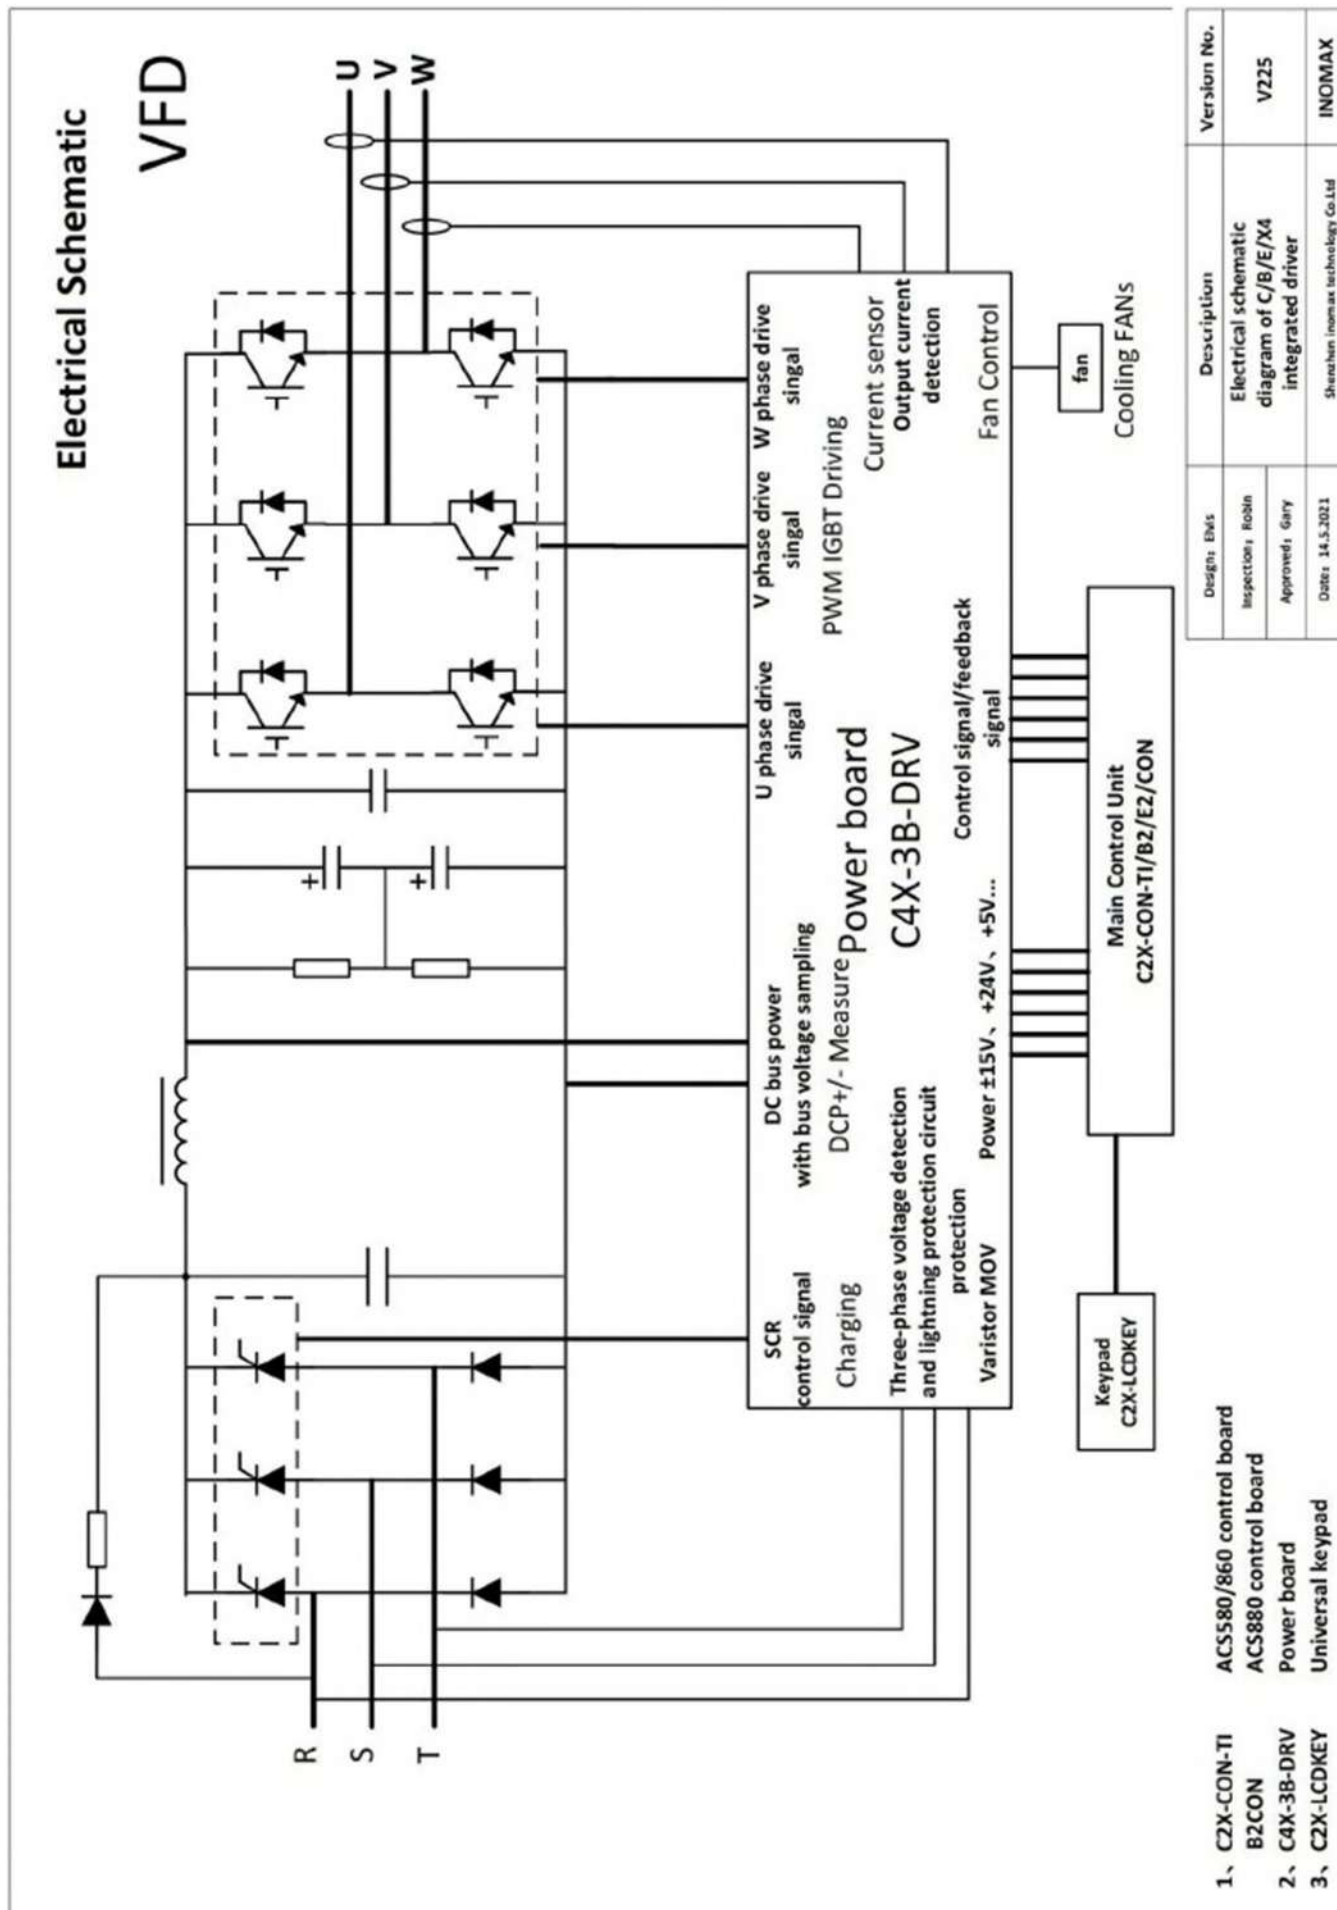 Electrical Schematic
VFD
R
S
T
U
V
W
SCR
control signal
Charging
DC bus power
with bus voltage sampling
DCP+/- Measure
U phase drive
singal
V phase drive
singal
W phase drive
singal
PWM IGBT Driving
Power board
C4X-3B-DRV
Current sensor
Output current
detection
Three-phase voltage detection
and lightning protection circuit
protection
Varistor MOV
Power ±15V、+24V、+5V...
Control signal/feedback
signal
Fan Control
fan
Cooling FANs
Keypad
C2X-LCDKEY
Main Control Unit
C2X-CON-TI/B2/E2/CON
1、C2X-CON-TI ACS580/860 control board
B2CON ACS880 control board
2、C4X-3B-DRV Power board
3、C2X-LCDKEY Universal keypad
Design: Elvis
Description
Version No.
Inspection: Robin
Electrical schematic
diagram of C/B/E/X4
integrated driver
V225
Approved: Gary
Date: 14.5.2021
Shenzhen inomax technology Co.Ltd
INOMAX